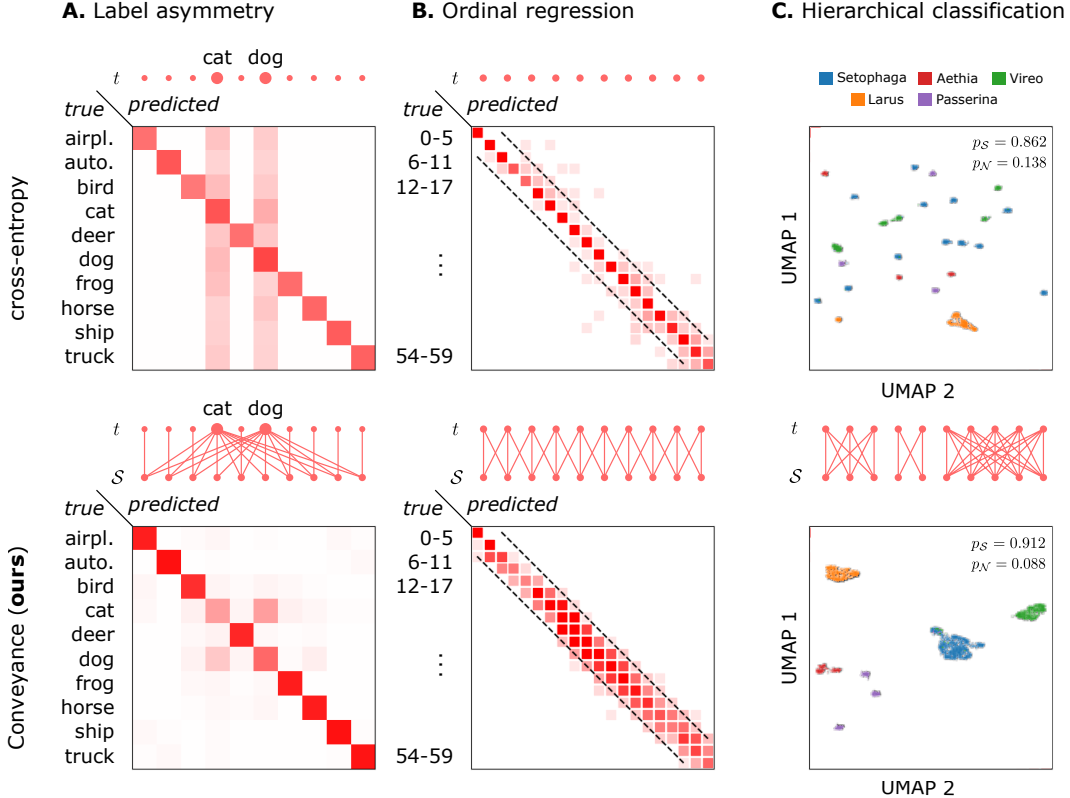 A. Label asymmetry
B. Ordinal regression
C. Hierarchical classification
cat dog
t
true
predicted
airpl.
auto.
bird
cat
deer
dog
frog
horse
ship
truck
cross-entropy
t
true
predicted
0-5
6-11
12-17
⋮
54-59
Setophaga Aethia Vireo
Larus Passerina
p_S = 0.862
p_N = 0.138
UMAP 1
UMAP 2
cat dog
t
S
true
predicted
airpl.
auto.
bird
cat
deer
dog
frog
horse
ship
truck
Conveyance (ours)
t
S
true
predicted
0-5
6-11
12-17
⋮
54-59
t
S
p_S = 0.912
p_N = 0.088
UMAP 1
UMAP 2